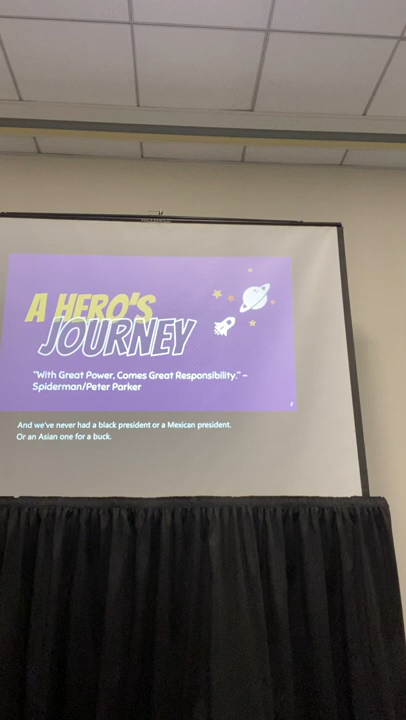 A HERO'S
JOURNEY
"With Great Power, Comes Great Responsibility." –
Spiderman/Peter Parker
And we've never had a black president or a Mexican president.
Or an Asian one for a buck.